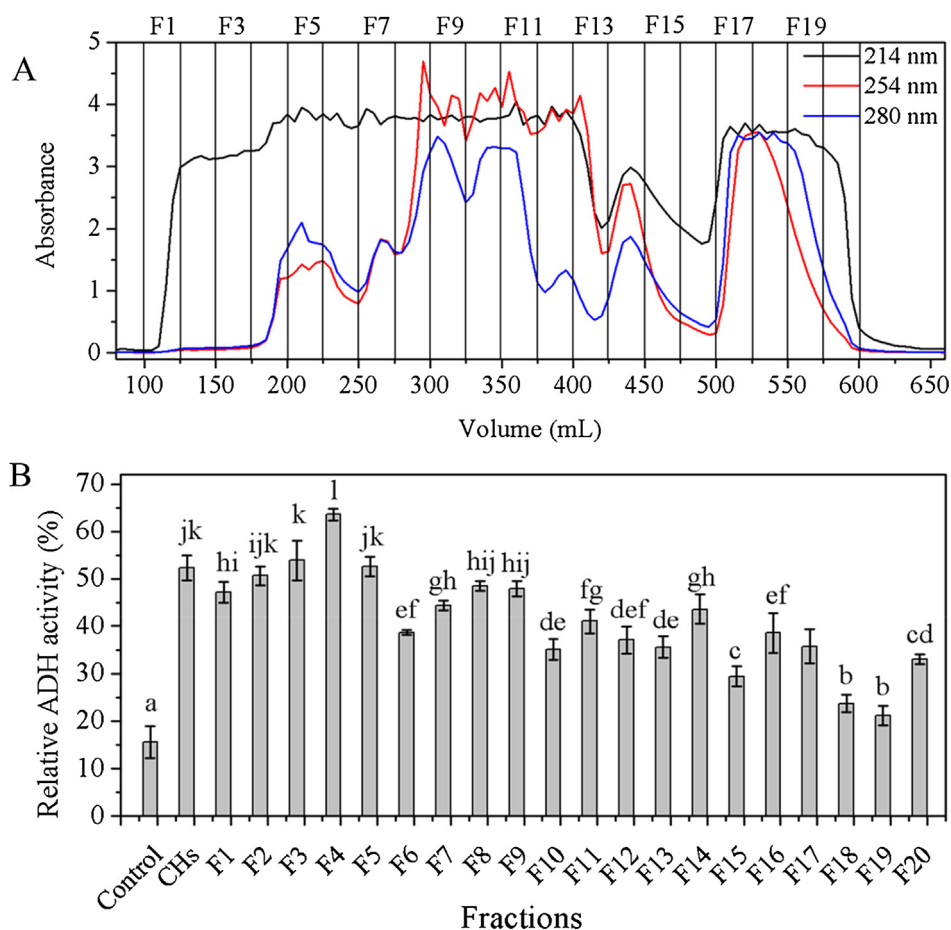 F1 F3 F5 F7 F9 F11 F13 F15 F17 F19
A
5
4
3
2
1
0
Absorbance
214 nm
254 nm
280 nm
100 150 200 250 300 350 400 450 500 550 600 650
Volume (mL)
B
70
60
50
40
30
20
10
0
Relative ADH activity (%)
a jk hi ijk k l jk ef gh hij hij de fg def de gh c ef b b cd
Control CHs F1 F2 F3 F4 F5 F6 F7 F8 F9 F10 F11 F12 F13 F14 F15 F16 F17 F18 F19 F20
Fractions